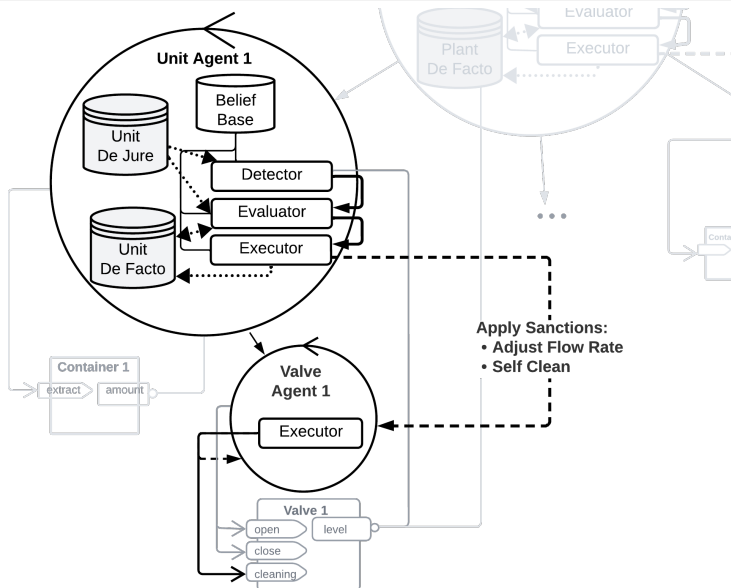 Evaluator
Plant
De Facto
Executor
Unit Agent 1
Belief
Base
Unit
De Jure
Detector
Evaluator
Unit
De Facto
Executor
Apply Sanctions:
• Adjust Flow Rate
• Self Clean
Container 1
extract
amount
Valve
Agent 1
Executor
Valve 1
open
level
close
cleaning